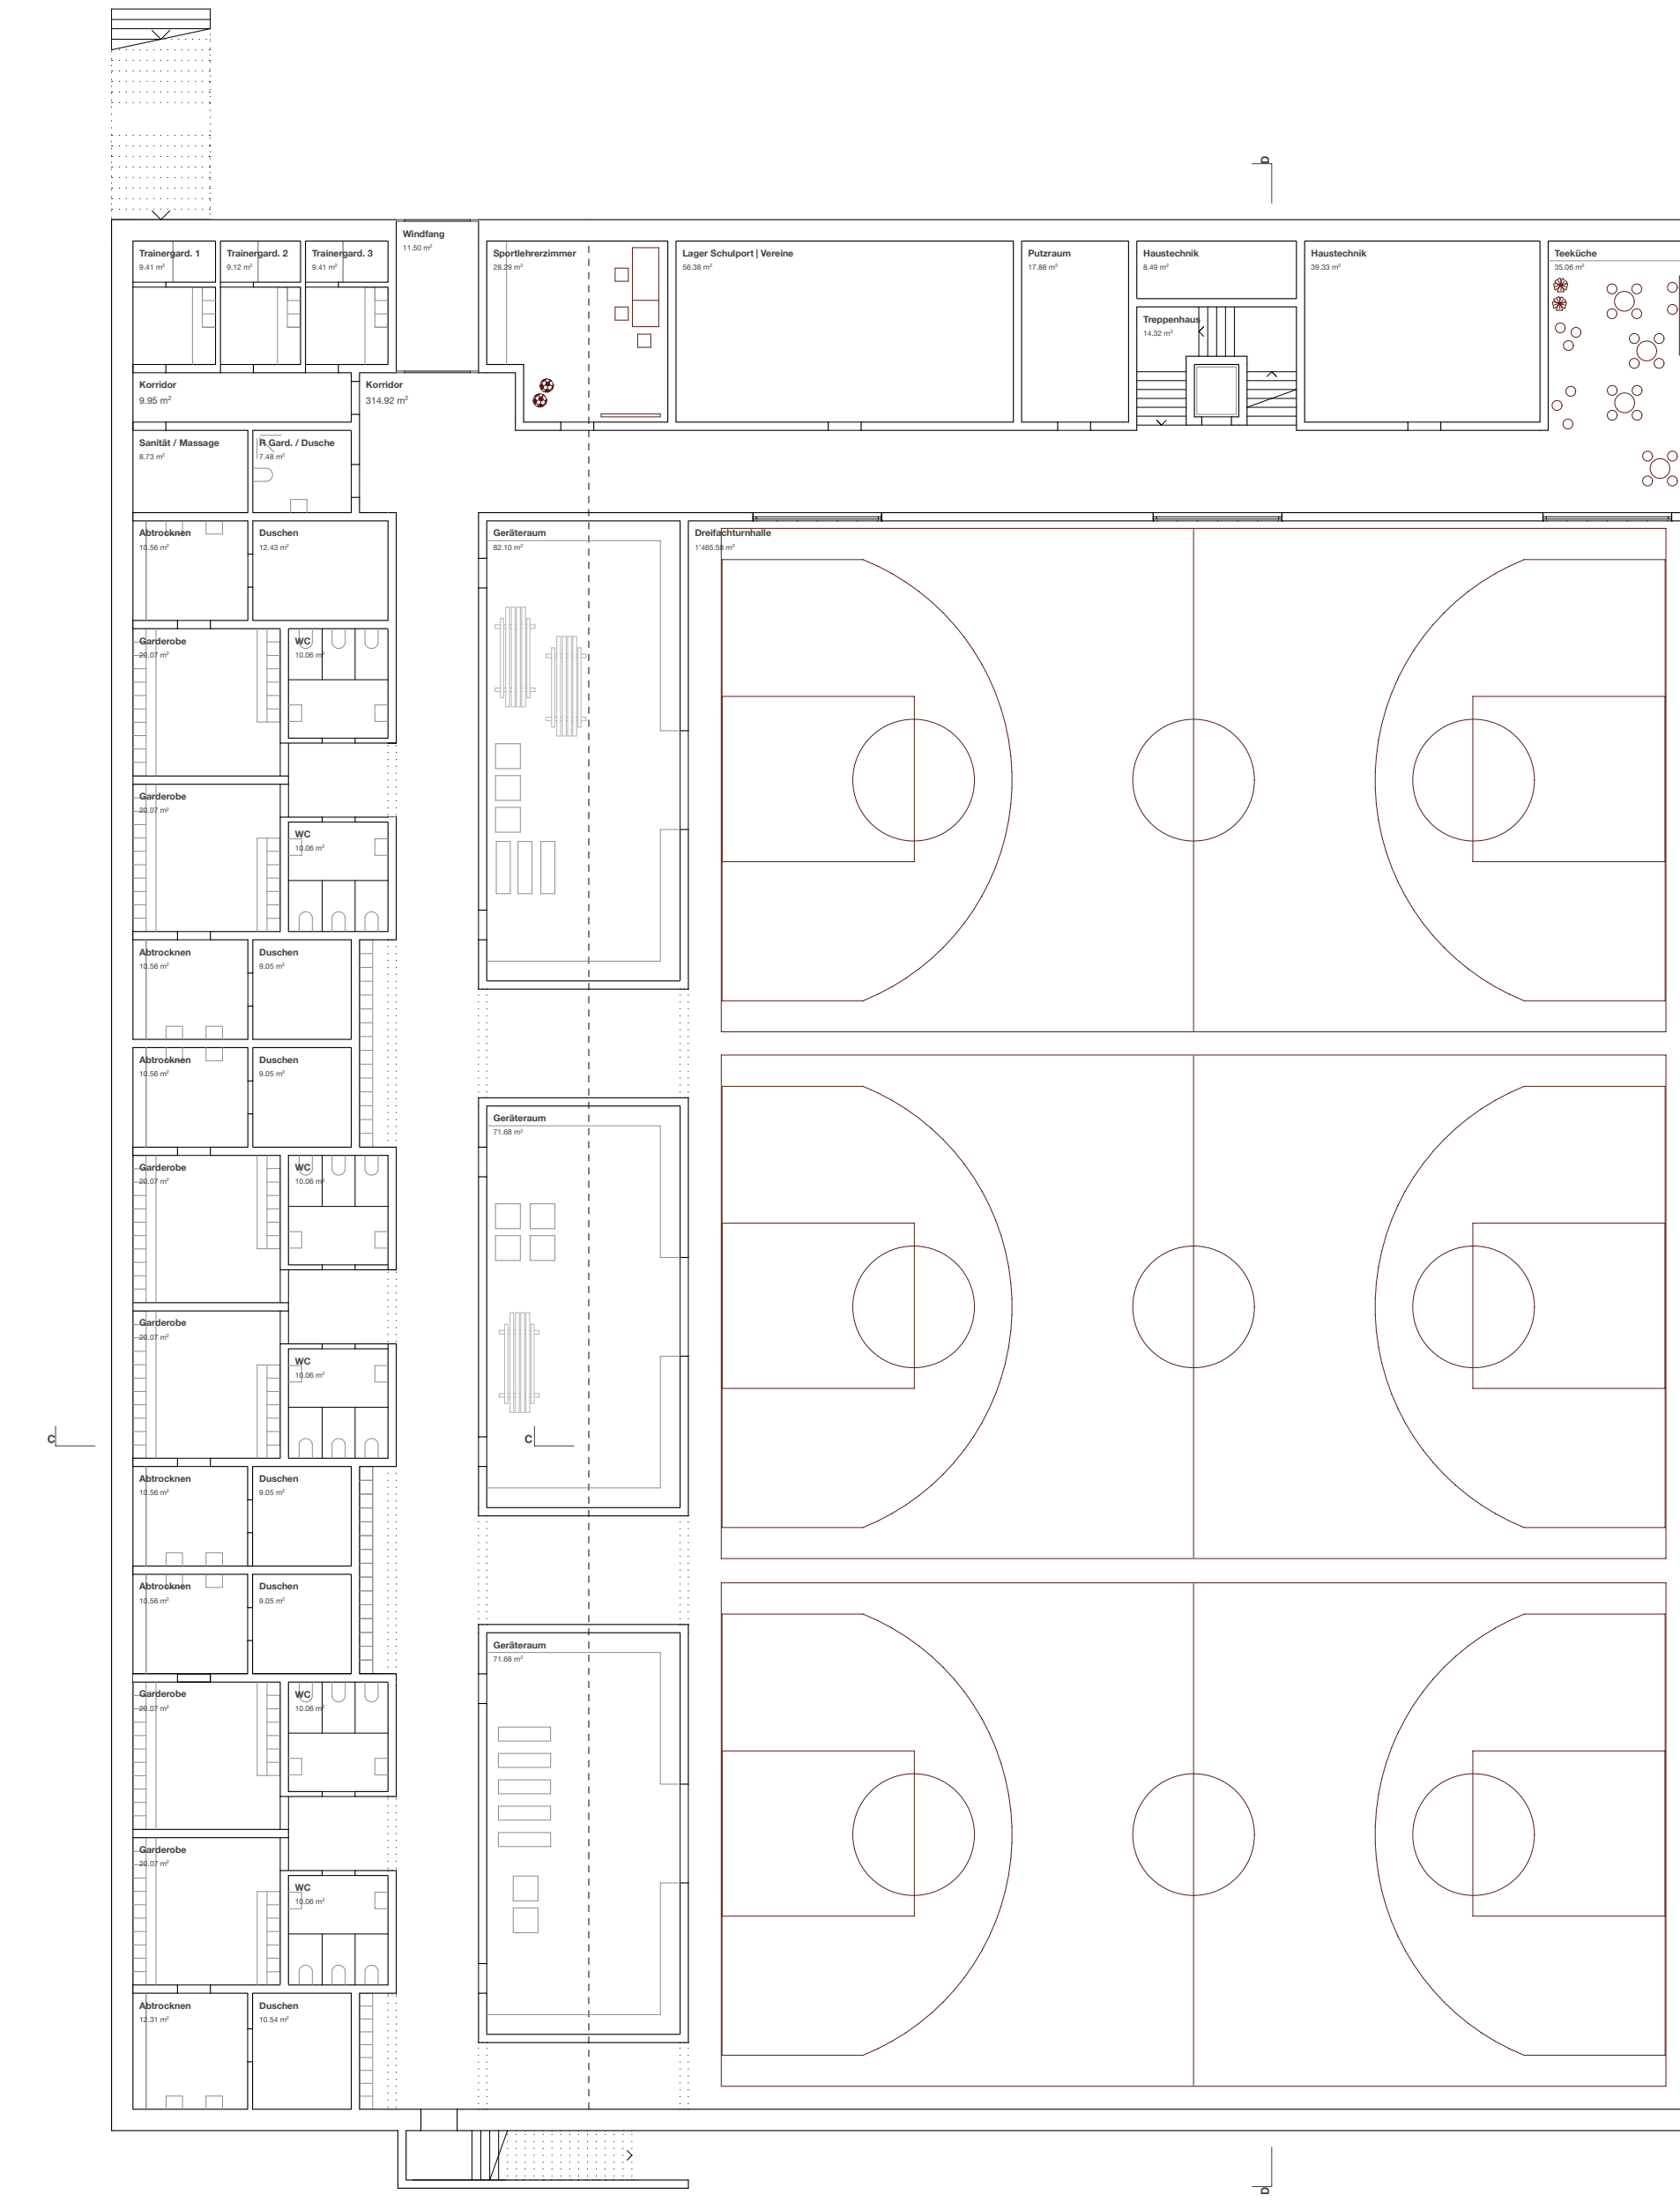 D
Trainergard. 1
9.41 m²
Trainergard. 2
9.12 m²
Trainergard. 3
9.41 m²
Windfang
11.50 m²
Sportlehrerzimmer
28.29 m²
Lager Schulport | Vereine
56.38 m²
Putzraum
17.88 m²
Haustechnik
8.49 m²
Haustechnik
39.33 m²
Teeküche
35.06 m²
Treppenhaus
14.32 m²
Korridor
9.95 m²
Korridor
314.92 m²
Sanität / Massage
8.73 m²
R.Gard. / Dusche
7.48 m²
Abtrocknen
10.56 m²
Duschen
12.43 m²
Geräteraum
82.10 m²
Dreifachturnhalle
1'465.58 m²
Garderobe
20.07 m²
WC
10.06 m²
Garderobe
20.07 m²
WC
10.06 m²
Abtrocknen
10.56 m²
Duschen
9.05 m²
Abtrocknen
10.56 m²
Duschen
9.05 m²
Geräteraum
71.68 m²
Garderobe
20.07 m²
WC
10.06 m²
Garderobe
20.07 m²
WC
10.06 m²
C
C
Abtrocknen
10.56 m²
Duschen
9.05 m²
Abtrocknen
10.56 m²
Duschen
9.05 m²
Geräteraum
71.68 m²
Garderobe
20.07 m²
WC
10.06 m²
Garderobe
20.07 m²
WC
10.06 m²
Abtrocknen
12.31 m²
Duschen
10.54 m²
D